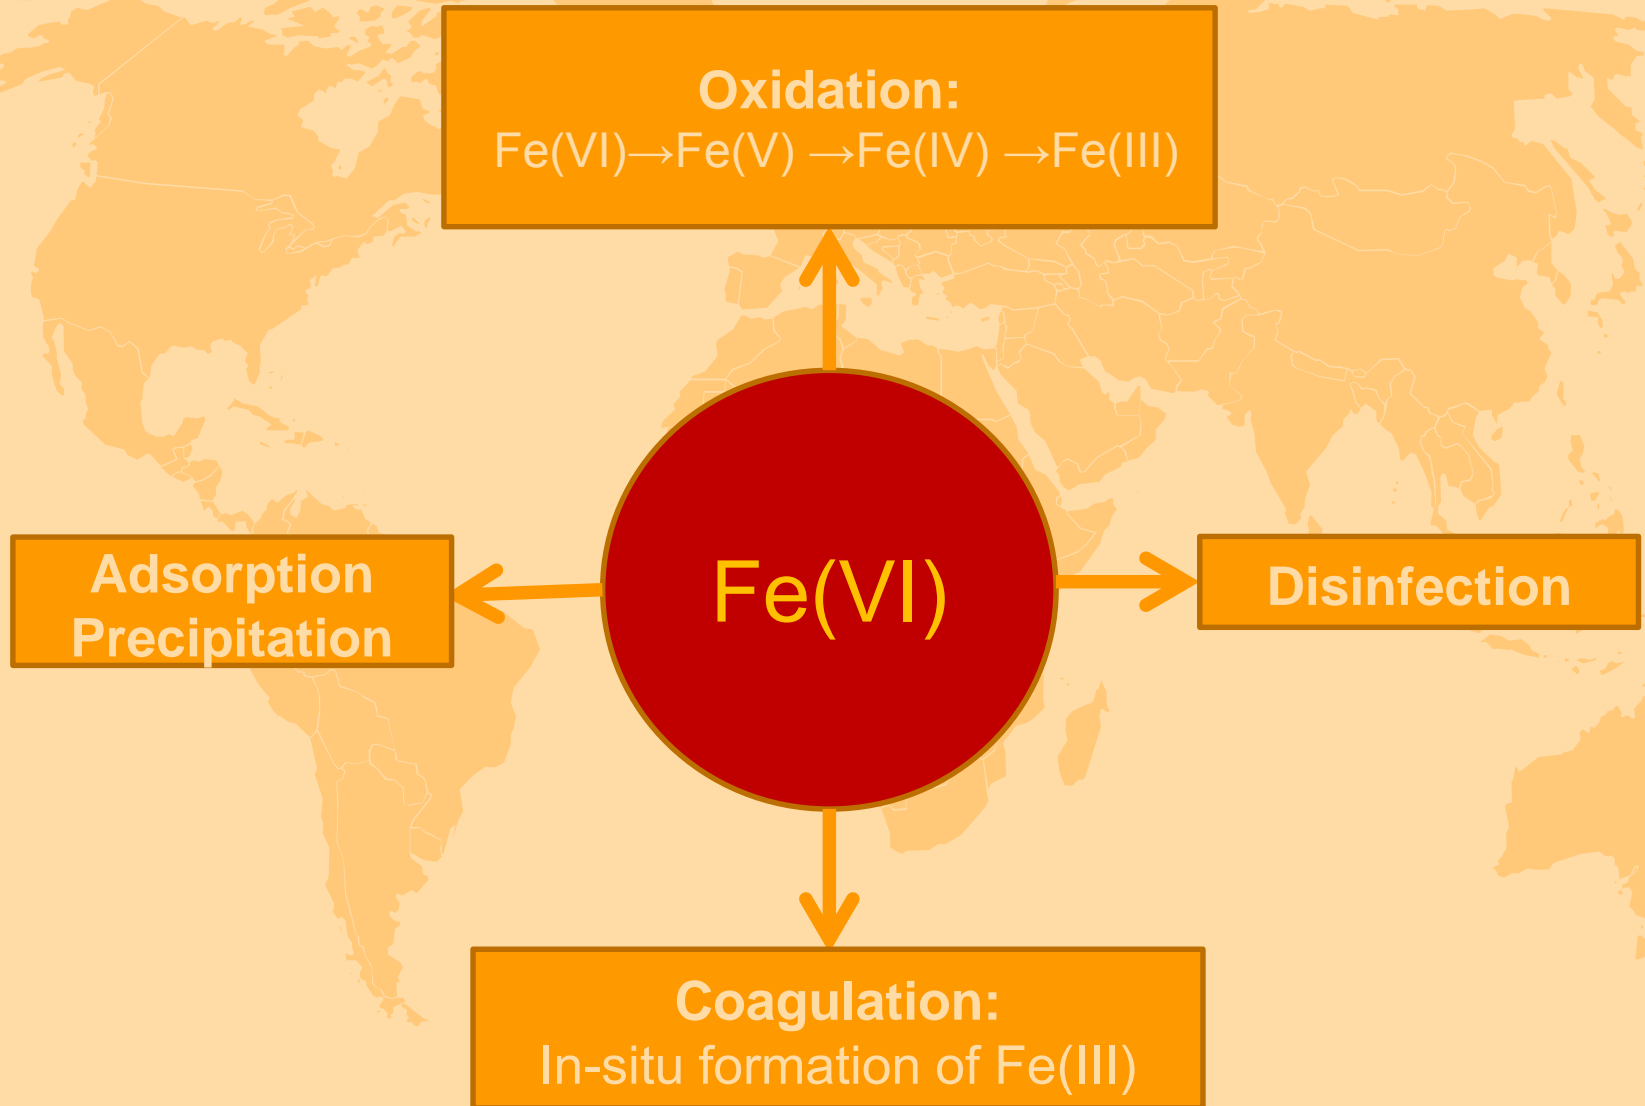 Oxidation:
Fe(VI)→Fe(V) →Fe(IV) →Fe(III)
Adsorption
Precipitation
Fe(VI)
Disinfection
Coagulation:
In-situ formation of Fe(III)